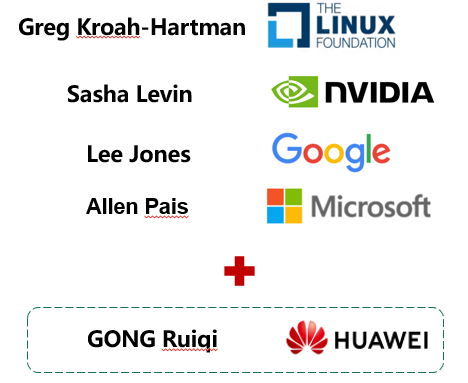 Greg Kroah-Hartman THE LINUX FOUNDATION
Sasha Levin NVIDIA
Lee Jones Google
Allen Pais Microsoft
GONG Ruiqi HUAWEI